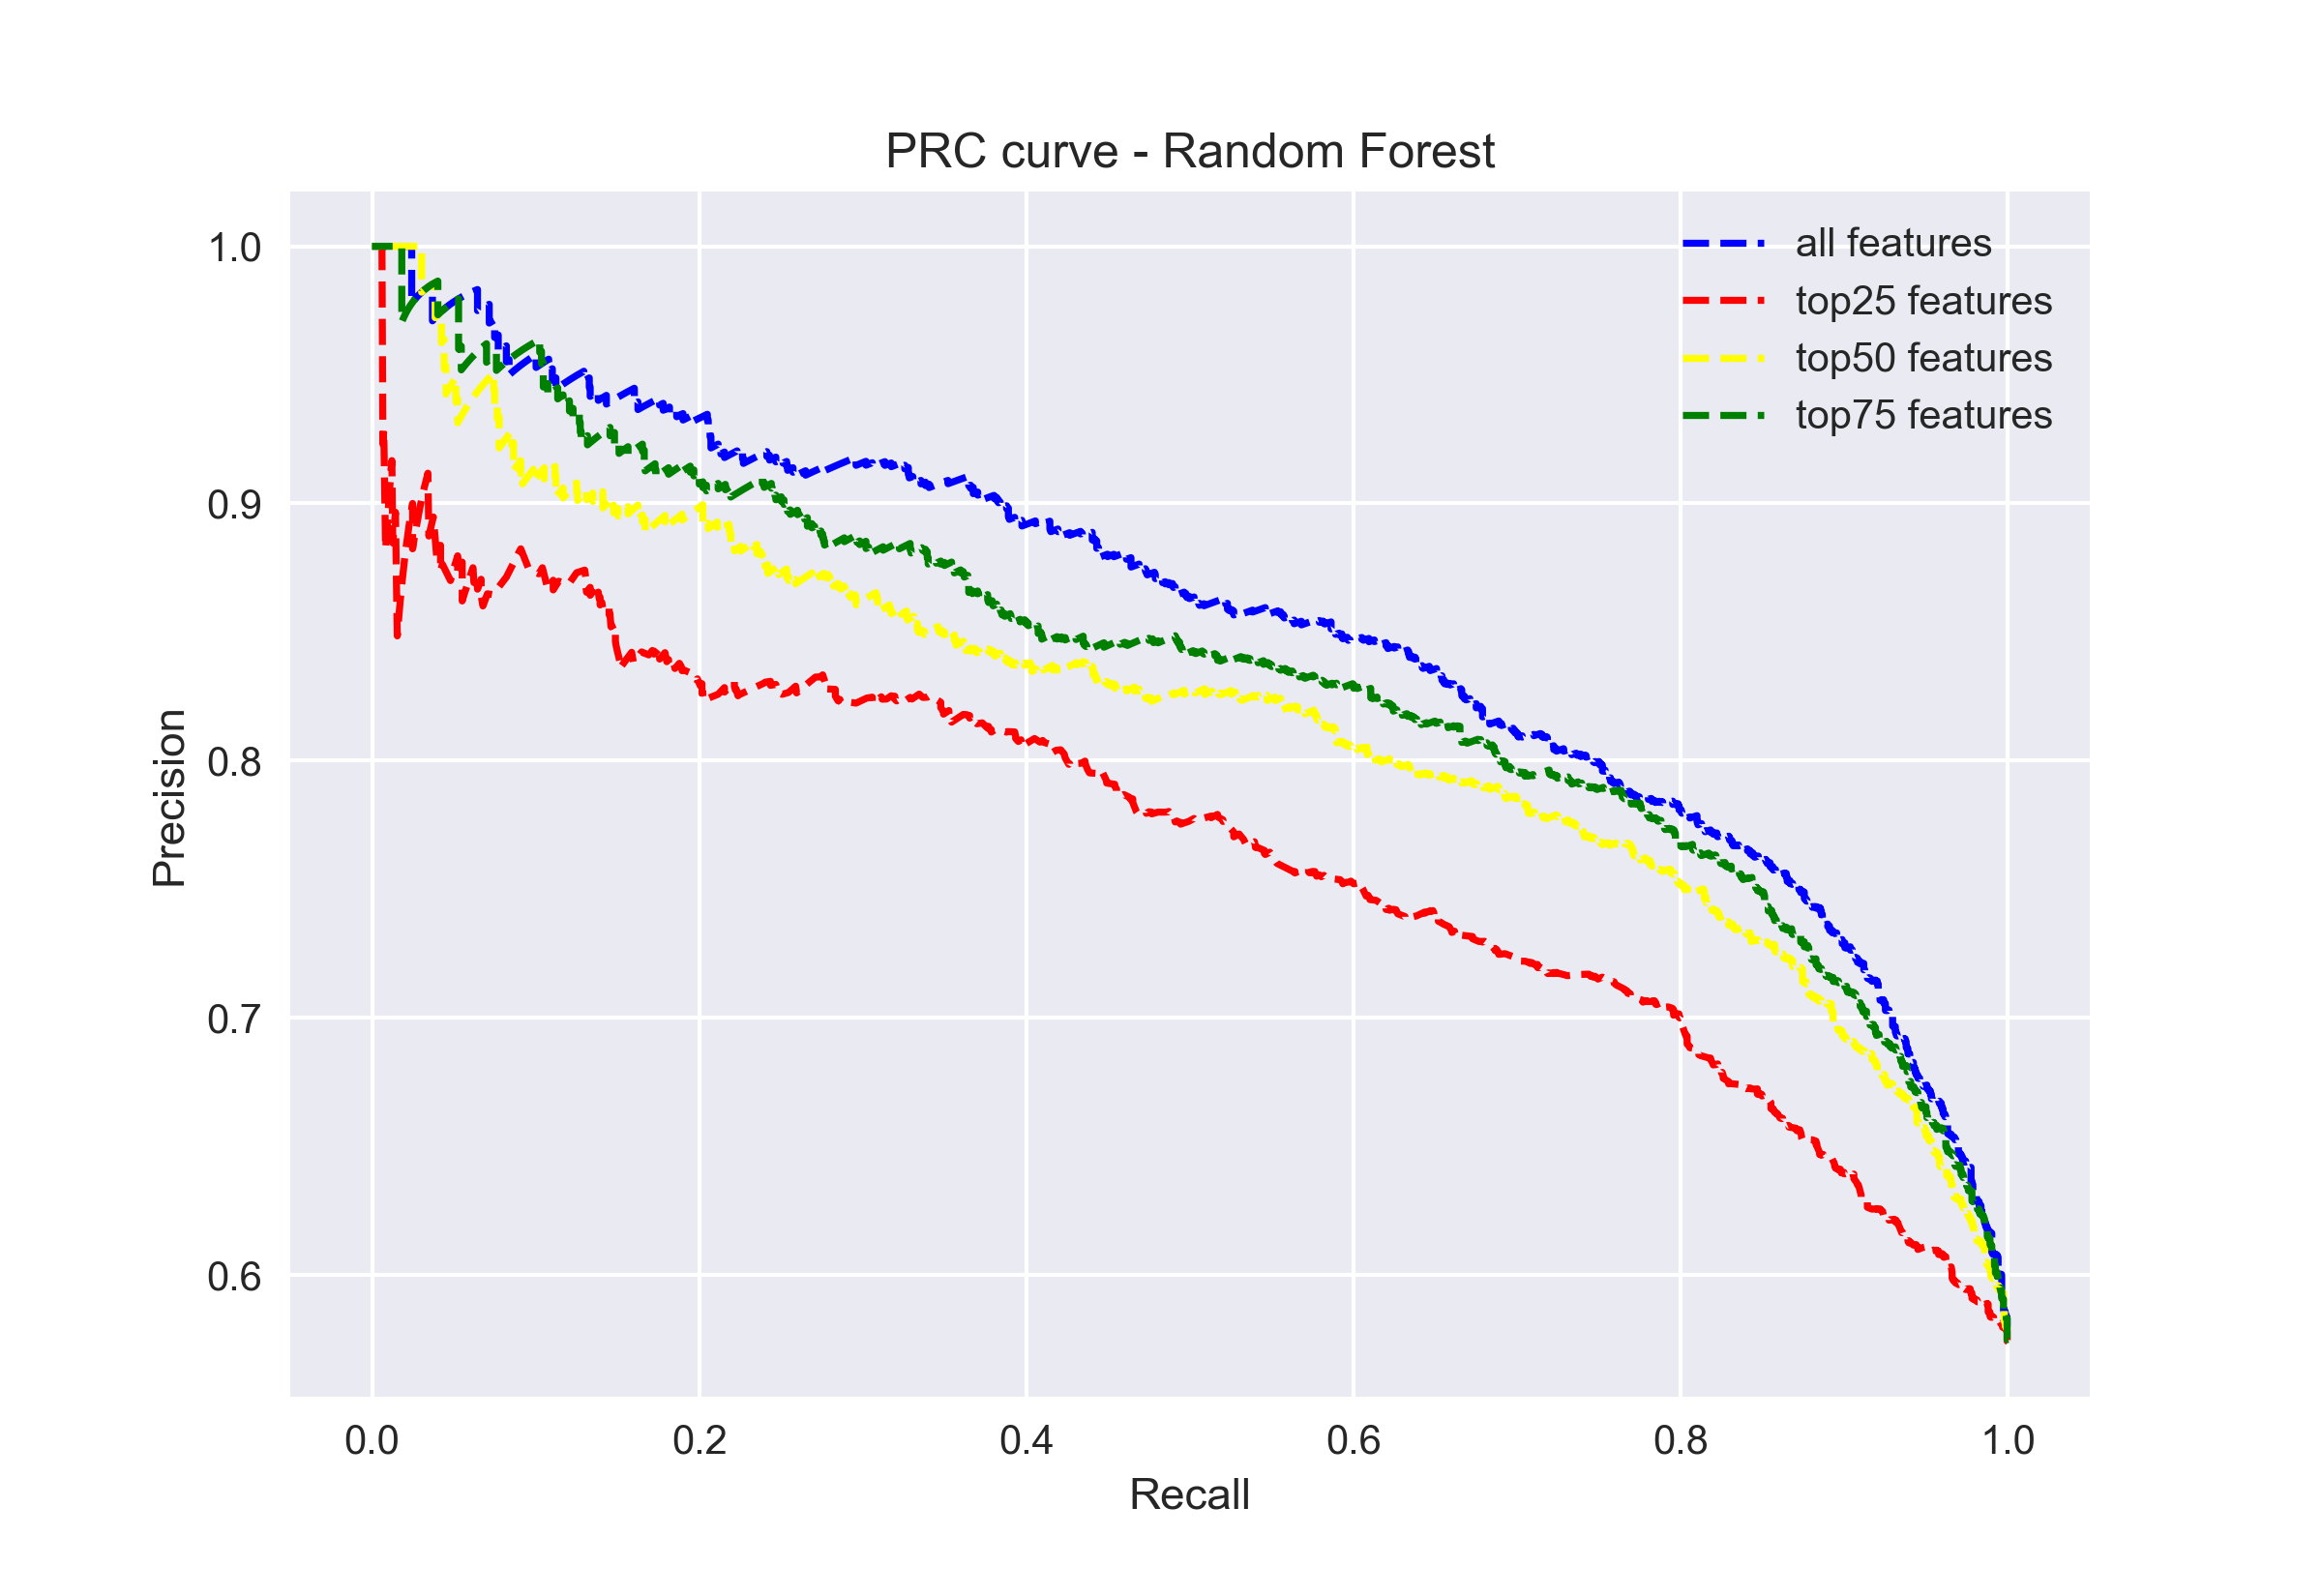 PRC curve - Random Forest
1.0
0.9
0.8
0.7
0.6
Precision
all features
top25 features
top50 features
top75 features
0.0 0.2 0.4 0.6 0.8 1.0
Recall